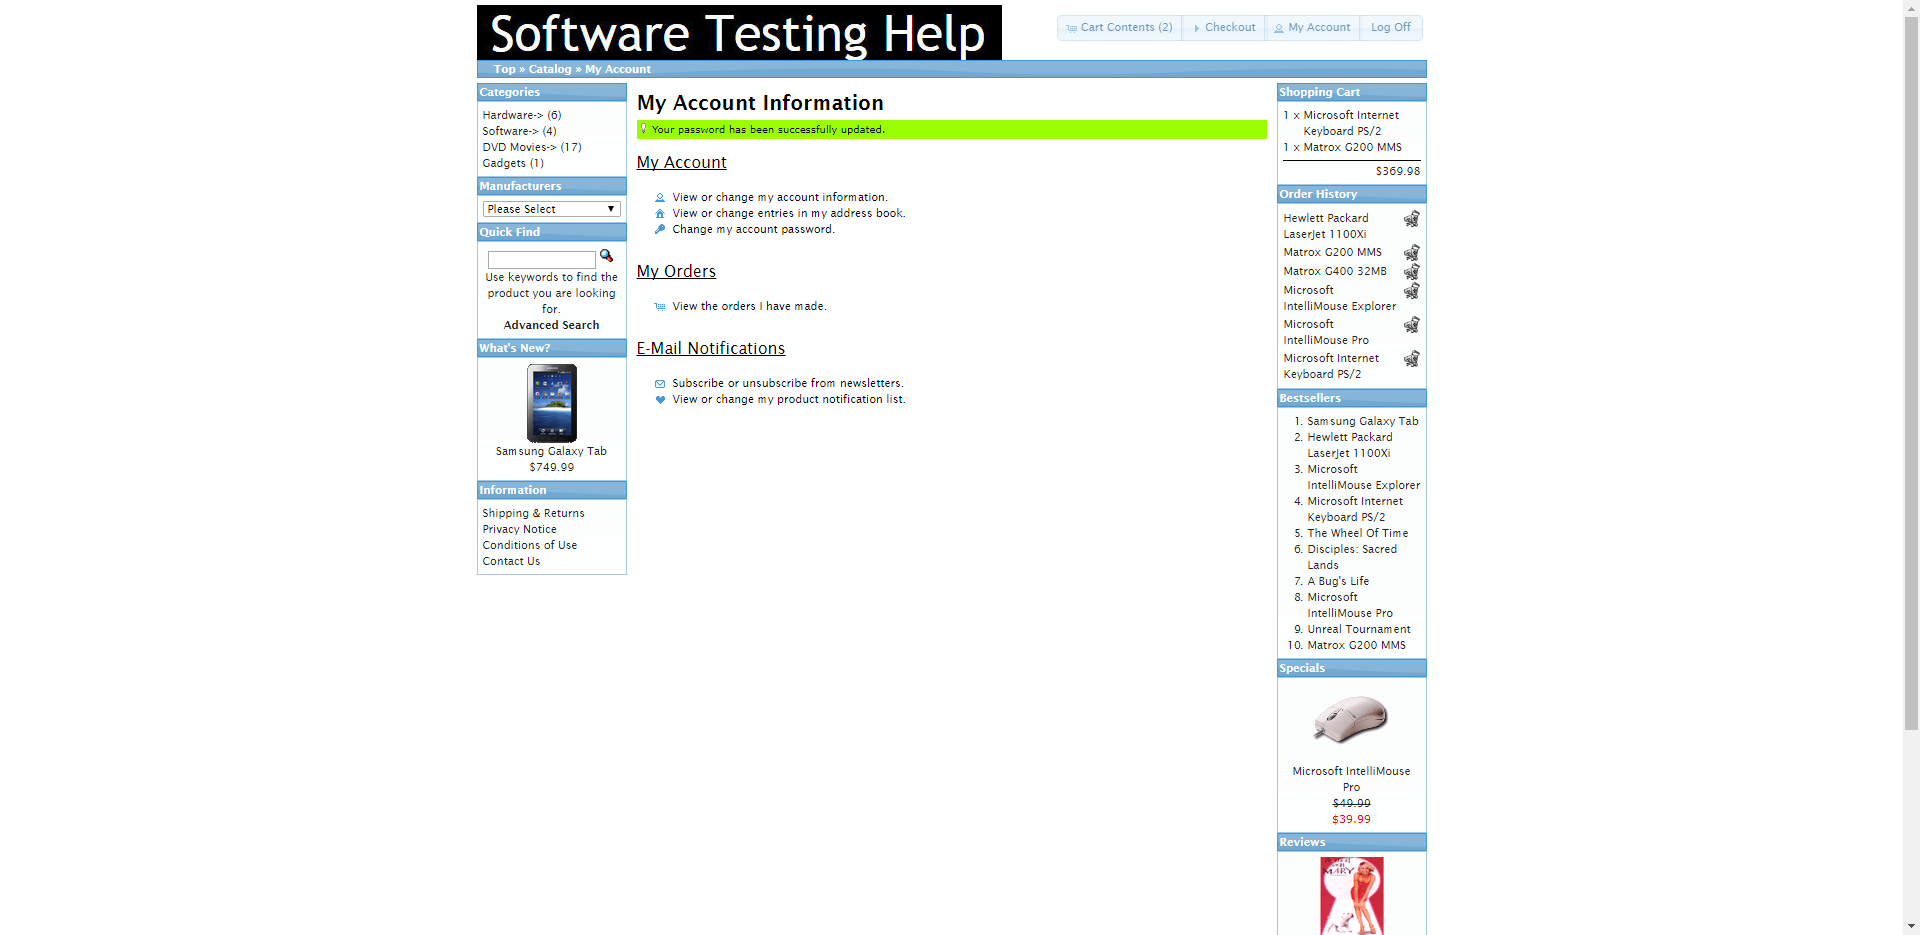 Software Testing Help
Cart Contents (2)
Checkout
My Account
Log Off
Top » Catalog » My Account
Categories
Hardware-> (6)
Software-> (4)
DVD Movies-> (17)
Gadgets (1)
Manufacturers
Please Select
Quick Find
Use keywords to find the
product you are looking
for.
Advanced Search
What's New?
Samsung Galaxy Tab
$749.99
Information
Shipping & Returns
Privacy Notice
Conditions of Use
Contact Us
My Account Information
Your password has been successfully updated.
My Account
View or change my account information.
View or change entries in my address book.
Change my account password.
My Orders
View the orders I have made.
E-Mail Notifications
Subscribe or unsubscribe from newsletters.
View or change my product notification list.
Shopping Cart
1 x Microsoft Internet
Keyboard PS/2
1 x Matrox G200 MMS
$369.98
Order History
Hewlett Packard
LaserJet 1100Xi
Matrox G200 MMS
Matrox G400 32MB
Microsoft
IntelliMouse Explorer
Microsoft
IntelliMouse Pro
Microsoft Internet
Keyboard PS/2
Bestsellers
1. Samsung Galaxy Tab
2. Hewlett Packard
LaserJet 1100Xi
3. Microsoft
IntelliMouse Explorer
4. Microsoft Internet
Keyboard PS/2
5. The Wheel Of Time
6. Disciples: Sacred
Lands
7. A Bug's Life
8. Microsoft
IntelliMouse Pro
9. Unreal Tournament
10. Matrox G200 MMS
Specials
Microsoft IntelliMouse
Pro
$49.99
$39.99
Reviews
MARY